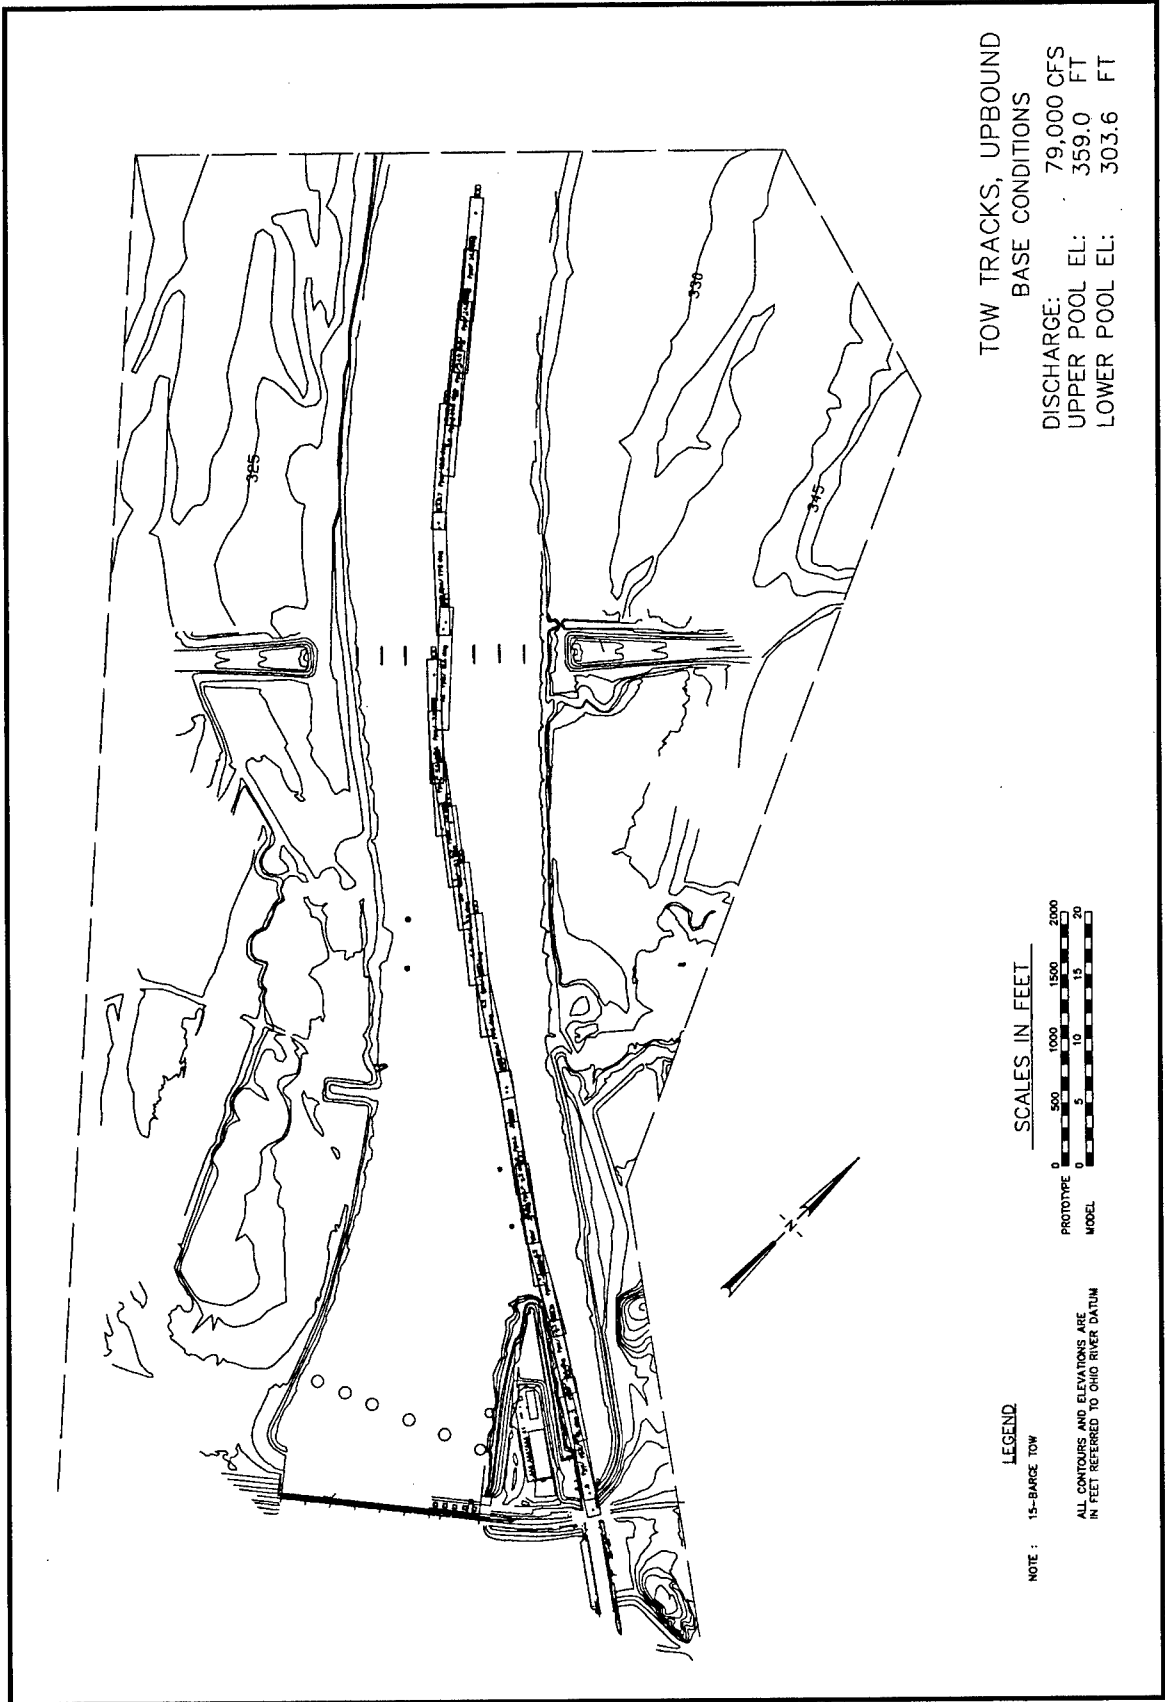 TOW TRACKS, UPBOUND
BASE CONDITIONS
DISCHARGE: 79,000 CFS
UPPER POOL EL: 359.0 FT
LOWER POOL EL: 303.6 FT
325
330
345
SCALES IN FEET
PROTOTYPE 0 500 1000 1500 2000
MODEL 0 5 10 15 20
N
LEGEND
NOTE : 15-BARGE TOW
ALL CONTOURS AND ELEVATIONS ARE
IN FEET REFERRED TO OHIO RIVER DATUM